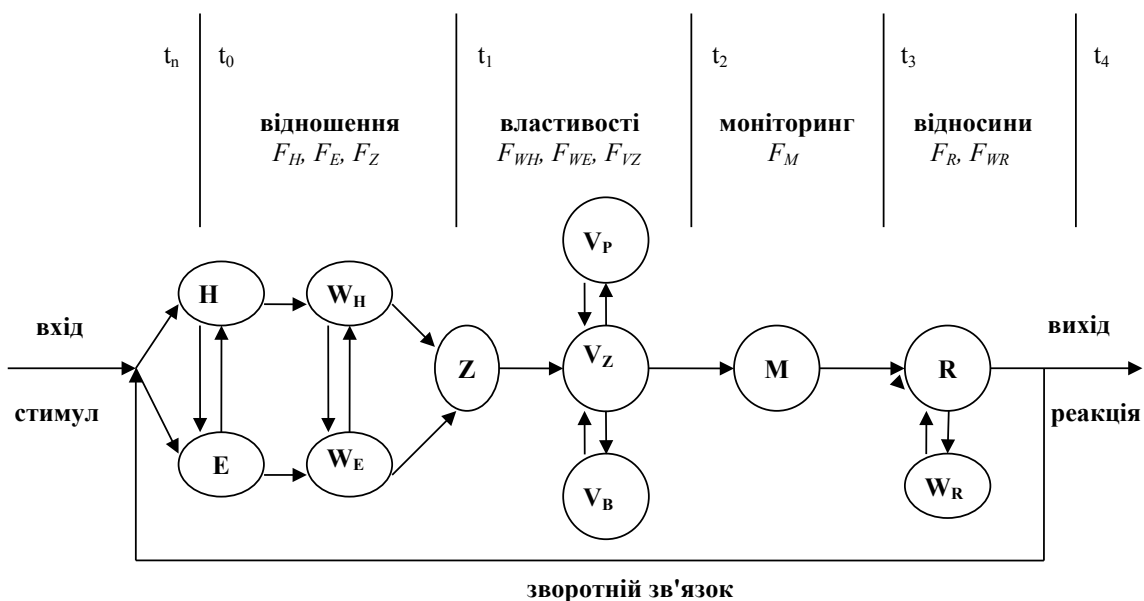 tn t0 t1 t2 t3 t4
відношення властивості моніторинг відносини
FH, FE, FZ FWH, FWE, FVZ FM FR, FWR
VP
H WH
вхід VZ вихід
Z M R
стимул реакція
E WE VB WR
зворотній зв'язок